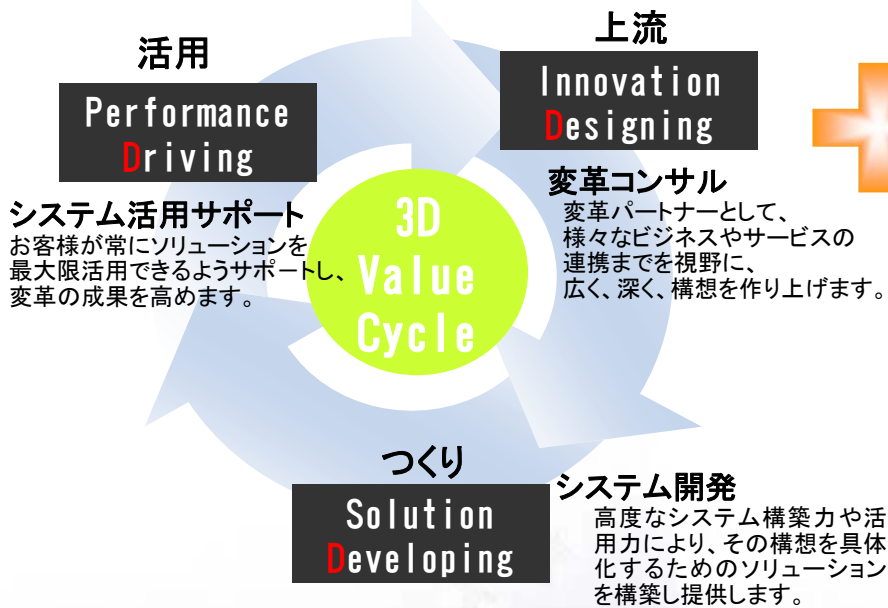 活用
Performance
Driving
システム活用サポート
お客様が常にソリューションを
最大限活用できるようサポートし、
変革の成果を高めます。
上流
Innovation
Designing
変革コンサル
変革パートナーとして、
様々なビジネスやサービスの
連携までを視野に、
広く、深く、構想を作り上げます。
3D
Value
Cycle
つくり
Solution
Developing
システム開発
高度なシステム構築力や活
用力により、その構想を具体
化するためのソリューション
を構築し提供します。